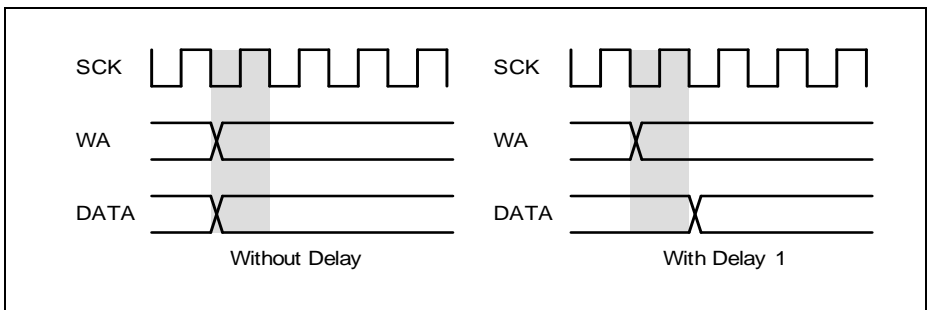 SCK
WA
DATA
Without Delay
SCK
WA
DATA
With Delay 1